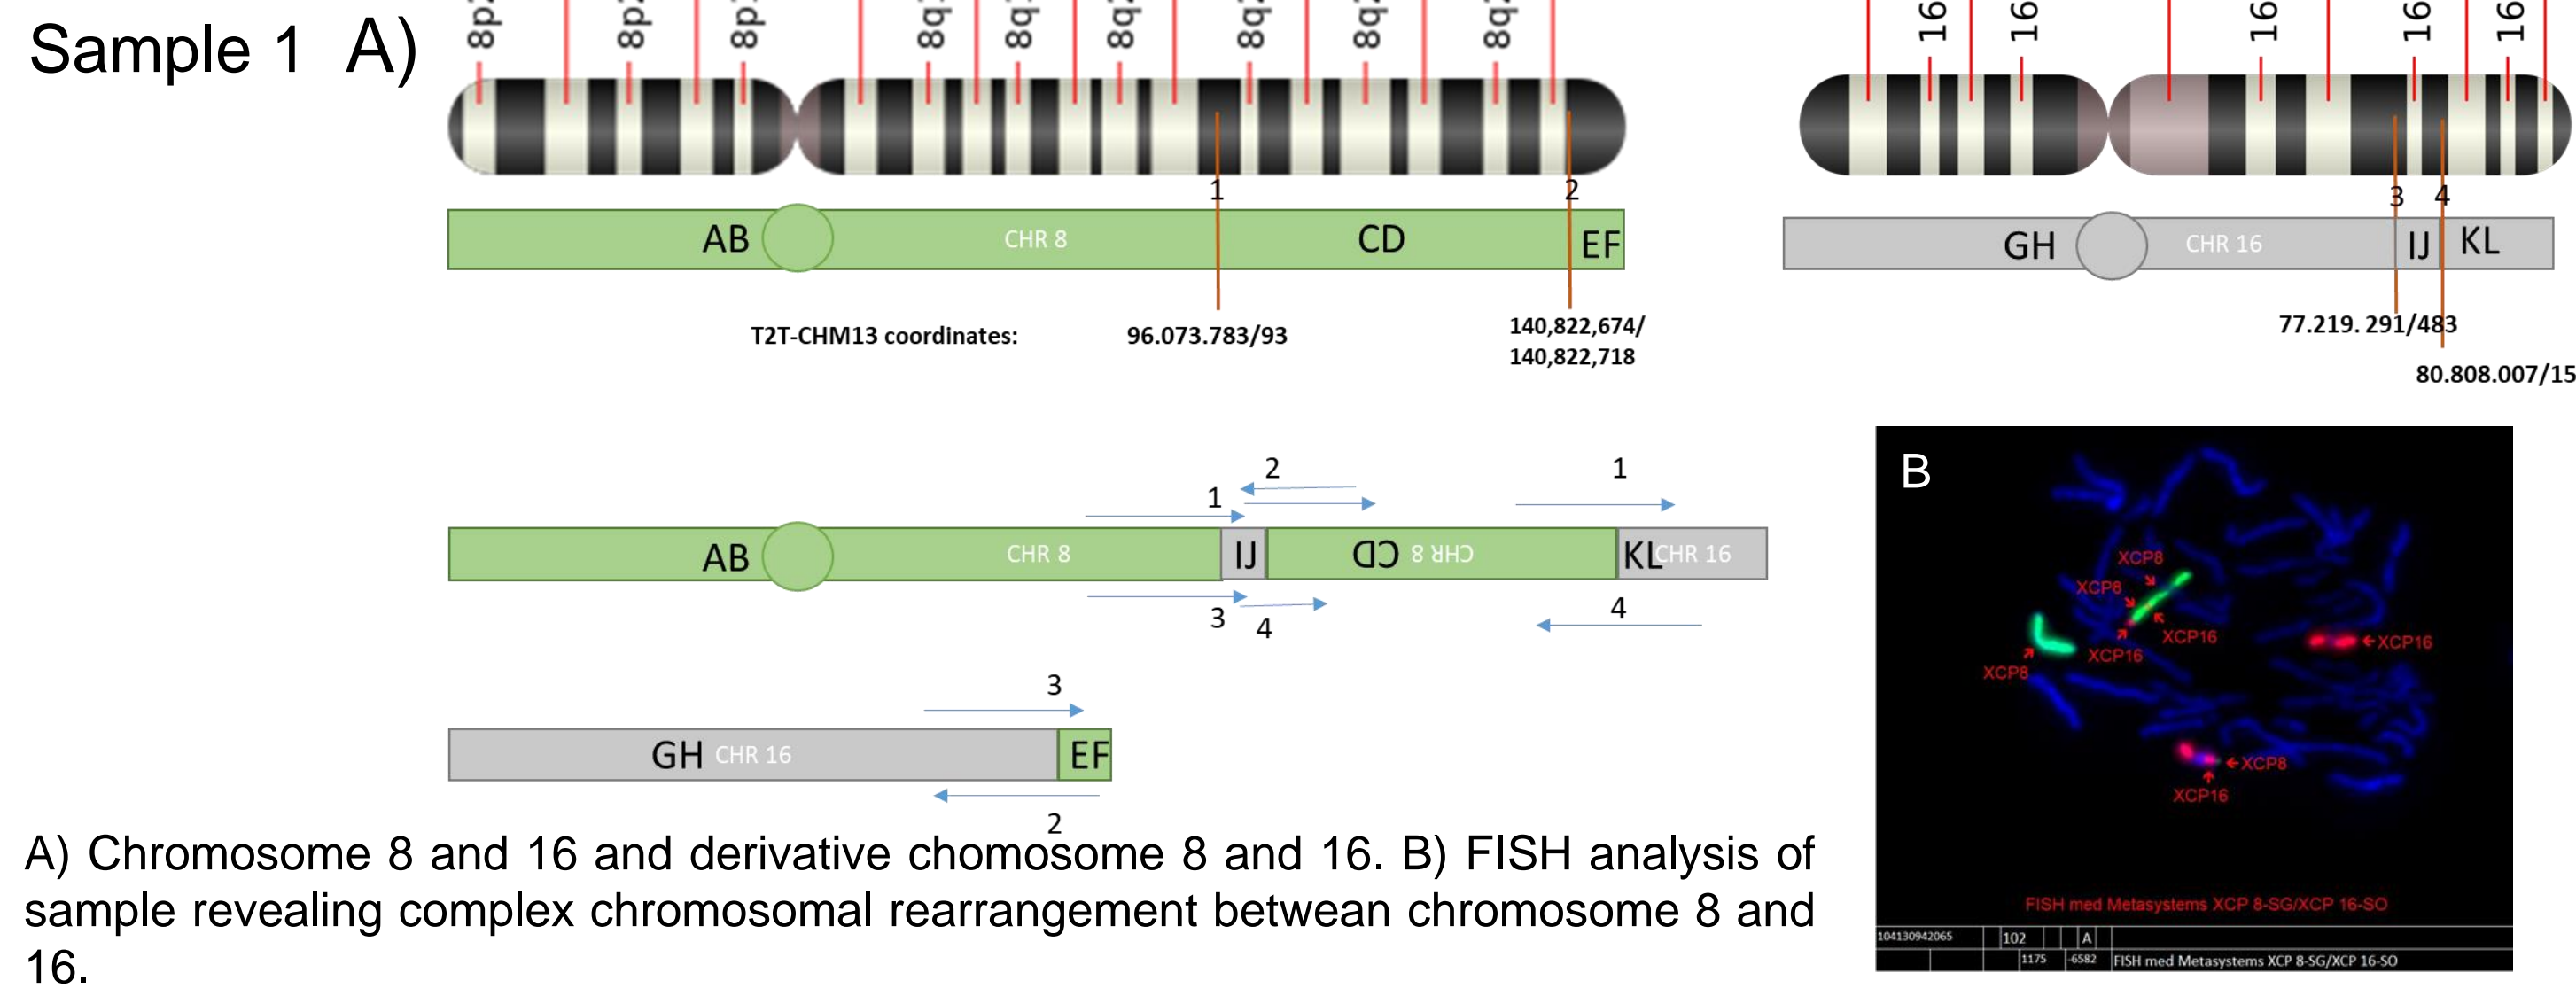 Sample 1 A)
8p 8p 8p 8q 8q 8q 8q 8q 8q
16 16 16 16 16
1 2
3 4
AB CHR 8 CD EF
GH CHR 16 IJ KL
T2T-CHM13 coordinates: 96.073.783/93
140,822,674/
140,822,718
77.219.291/483
80.808.007/15
2 1
1
AB CHR 8 IJ CD CHR 8 KL CHR 16
3 4 4
3
GH CHR 16 EF
2
B
XCP8
XCP8
XCP16
XCP16
XCP8
XCP16
XCP8
XCP16
FISH med Metasystems XCP 8-SG/XCP 16-SO
104130942065 102 A
1175 -6582 FISH med Metasystems XCP 8-SG/XCP 16-SO
A) Chromosome 8 and 16 and derivative chomosome 8 and 16. B) FISH analysis of
sample revealing complex chromosomal rearrangement betwean chromosome 8 and
16.